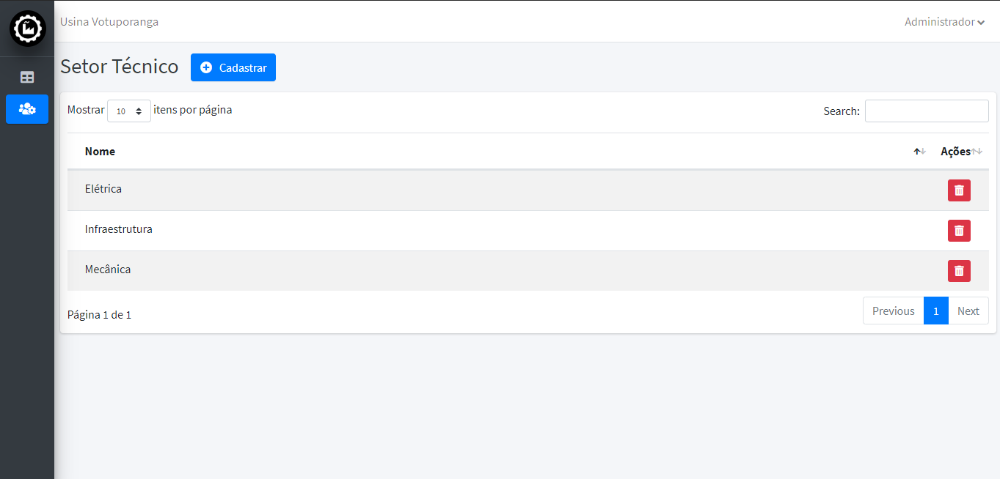 Usina Votuporanga Administrador
Setor Técnico Cadastrar
Mostrar 10 itens por página Search:
Nome Ações
Elétrica
Infraestrutura
Mecânica
Página 1 de 1 Previous 1 Next